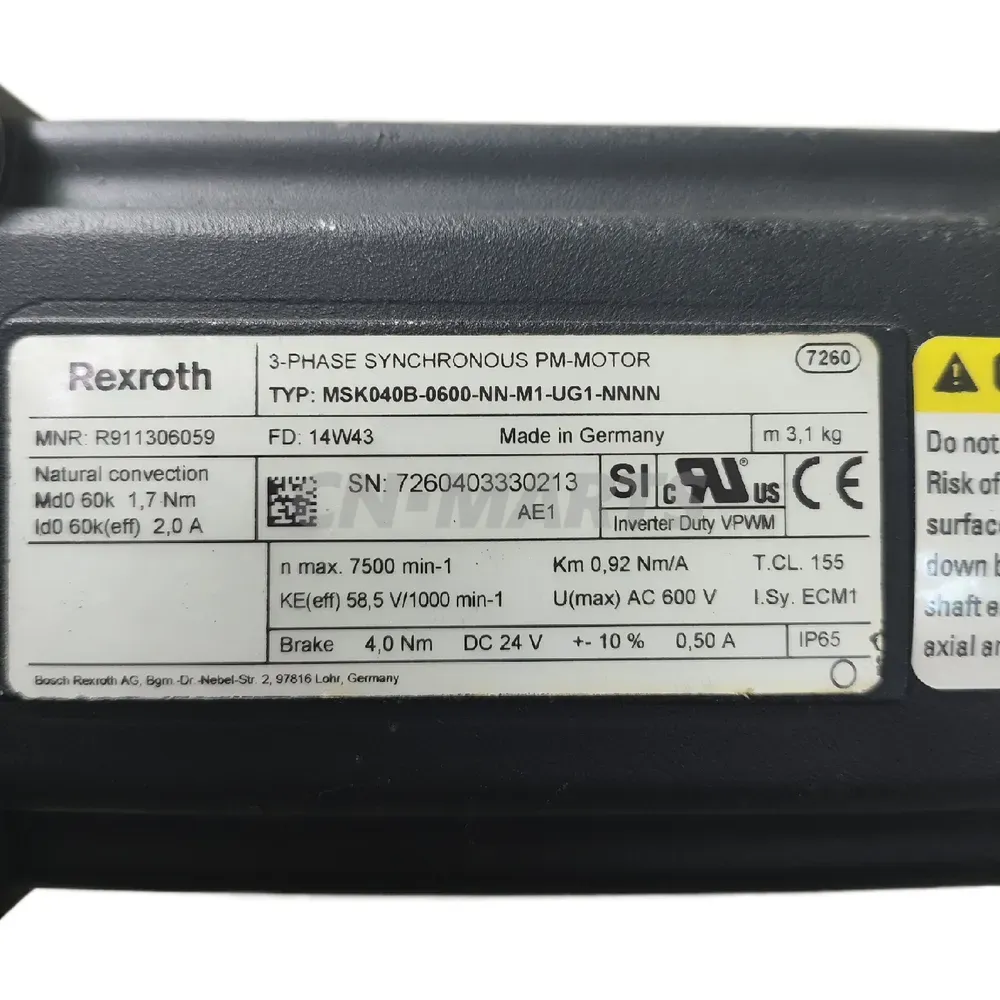 Rexroth
3-PHASE SYNCHRONOUS PM-MOTOR
7260
TYP: MSK040B-0600-NN-M1-UG1-NNNN
MNR: R911306059
FD: 14W43
Made in Germany
m 3,1 kg
Natural convection
Md0 60k 1,7 Nm
Id0 60k(eff) 2,0 A
SN: 7260403330213
AE1
SI
c RU® US
Inverter Duty VPWM
CE
n max. 7500 min-1 Km 0,92 Nm/A T.CL. 155
KE(eff) 58,5 V/1000 min-1 U(max) AC 600 V I.Sy. ECM1
Brake 4,0 Nm DC 24 V +- 10 % 0,50 A IP65
Bosch Rexroth AG, Bgm.-Dr.-Nebel-Str. 2, 97816 Lohr, Germany
CN-MARTS
Do not
Risk of
surfac
down b
shaft e
axial an